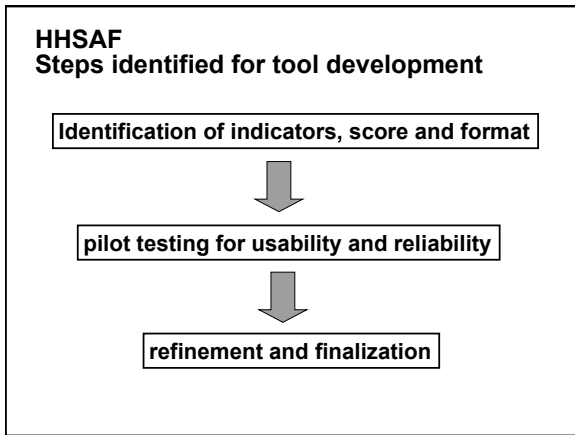 HHSAF
Steps identified for tool development
Identification of indicators, score and format
pilot testing for usability and reliability
refinement and finalization